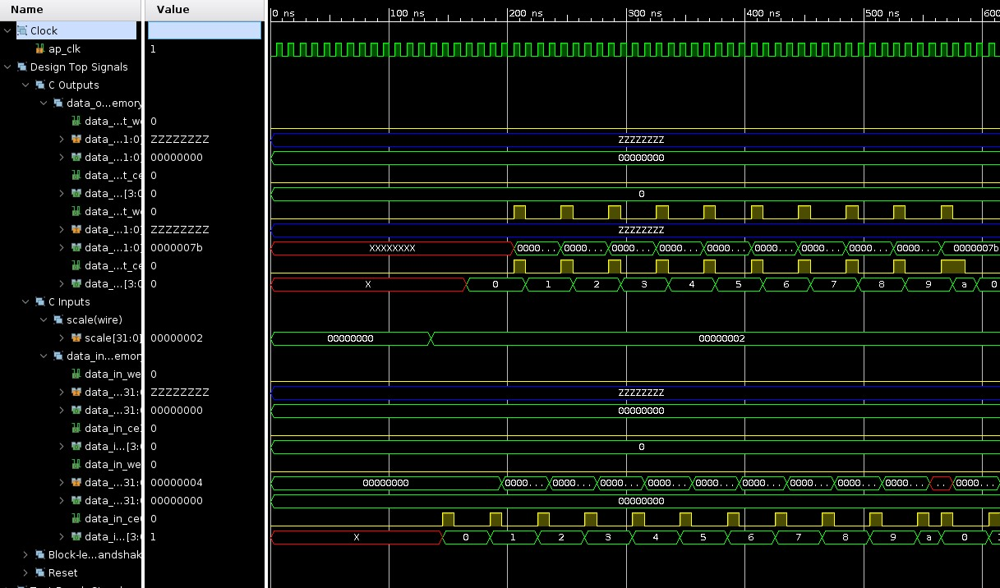 Name Value 0 ns 100 ns 200 ns 300 ns 400 ns 500 ns 600
Clock
ap_clk 1
Design Top Signals
C Outputs
data_o...emory
data_...t_we 0
data_...1:0] ZZZZZZZZ ZZZZZZZZ
data_...1:0] 00000000 00000000
data_...t_ce 0
data_...[3:0 0 0
data_...t_we 0
data_...1:0] ZZZZZZZZ ZZZZZZZZ
data_...1:0] 0000007b XXXXXXXX 0000... 0000... 0000... 0000... 0000... 0000... 0000... 0000... 0000... 0000007b
data_...t_ce 0
data_...[3:0 0 X 0 1 2 3 4 5 6 7 8 9 a 0
C Inputs
scale(wire)
scale[31:0] 00000002 00000000 00000002
data_in...emor
data_in_we 0
data_...31: ZZZZZZZZ ZZZZZZZZ
data_...31: 00000000 00000000
data_in_ce 0
data_i...[3: 0 0
data_in_we 0
data_...31: 00000004 00000000 0000... 0000... 0000... 0000... 0000... 0000... 0000... 0000... 0000... .. 0000...
data_...31: 00000000 00000000
data_in_ce 0
data_i...[3: 1 X 0 1 2 3 4 5 6 7 8 9 a 0
Block-le...andshak
Reset